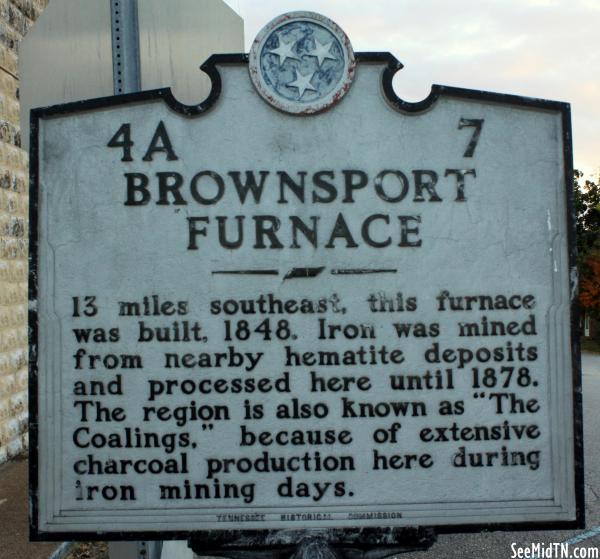 4A 7
BROWNSPORT
FURNACE
13 miles southeast, this furnace
was built, 1848. Iron was mined
from nearby hematite deposits
and processed here until 1878.
The region is also known as "The
Coalings," because of extensive
charcoal production here during
iron mining days.
TENNESSEE HISTORICAL COMMISSION
SeeMidTN.com